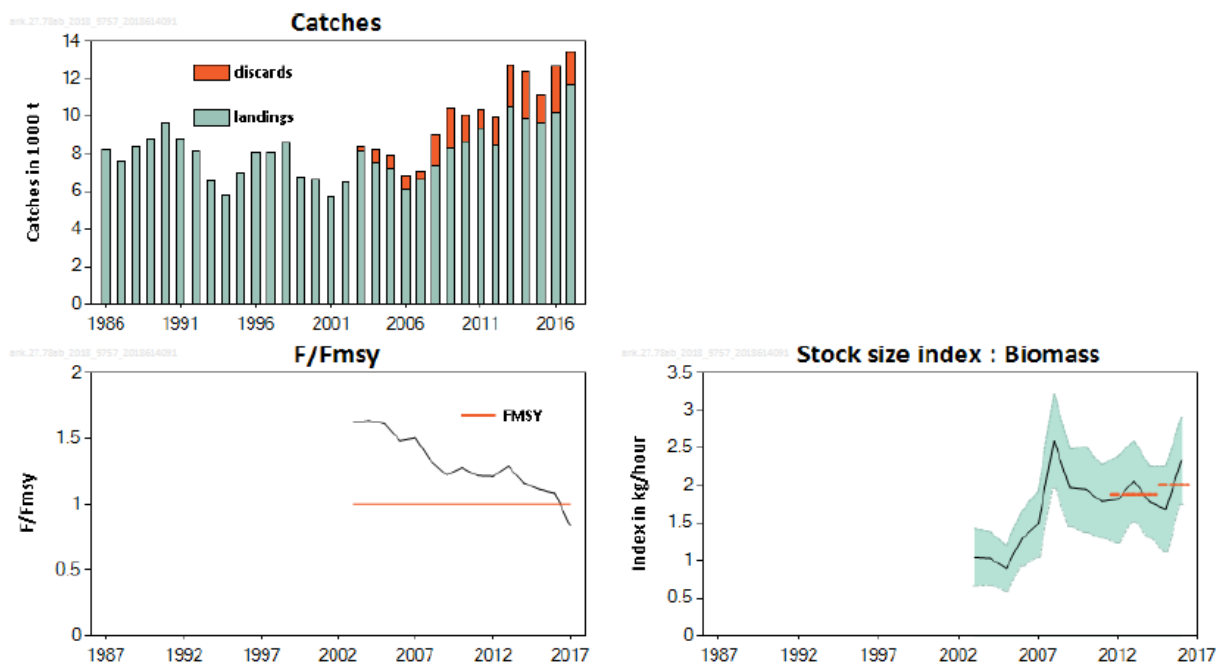 Catches
14
12
10
8
6
4
2
0
Catches in 1000 t
discards
landings
1986 1991 1996 2001 2006 2011 2016
F/Fmsy
2
1.5
1
0.5
0
F/Fmsy
FMSY
1987 1992 1997 2002 2007 2012 2017
Stock size index : Biomass
3.5
3
2.5
2
1.5
1
0.5
0
Index in kg/hour
1987 1992 1997 2002 2007 2012 2017